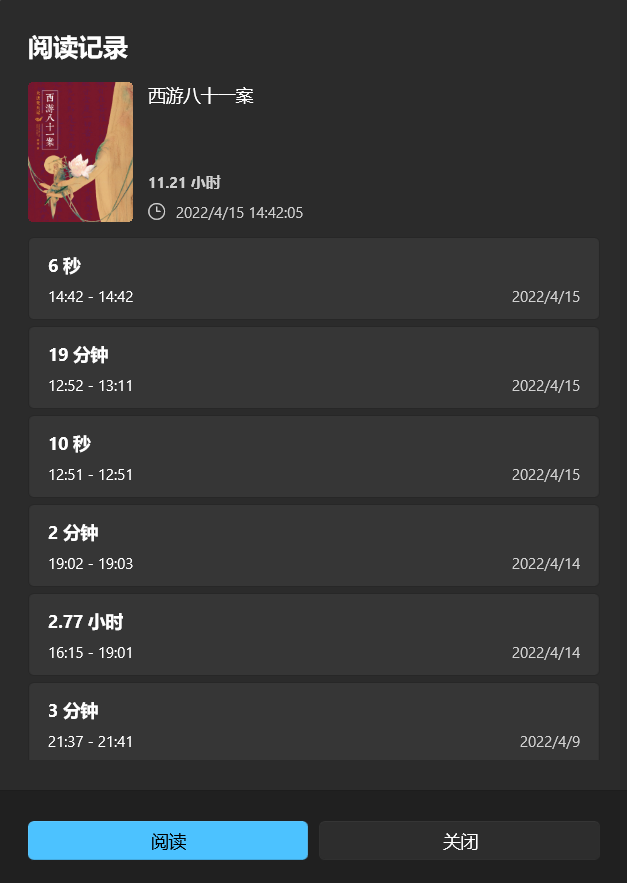 阅读记录
西游八十一案
西游八十一案
11.21 小时
2022/4/15 14:42:05
6 秒
14:42 - 14:42 2022/4/15
19 分钟
12:52 - 13:11 2022/4/15
10 秒
12:51 - 12:51 2022/4/15
2 分钟
19:02 - 19:03 2022/4/14
2.77 小时
16:15 - 19:01 2022/4/14
3 分钟
21:37 - 21:41 2022/4/9
阅读 关闭